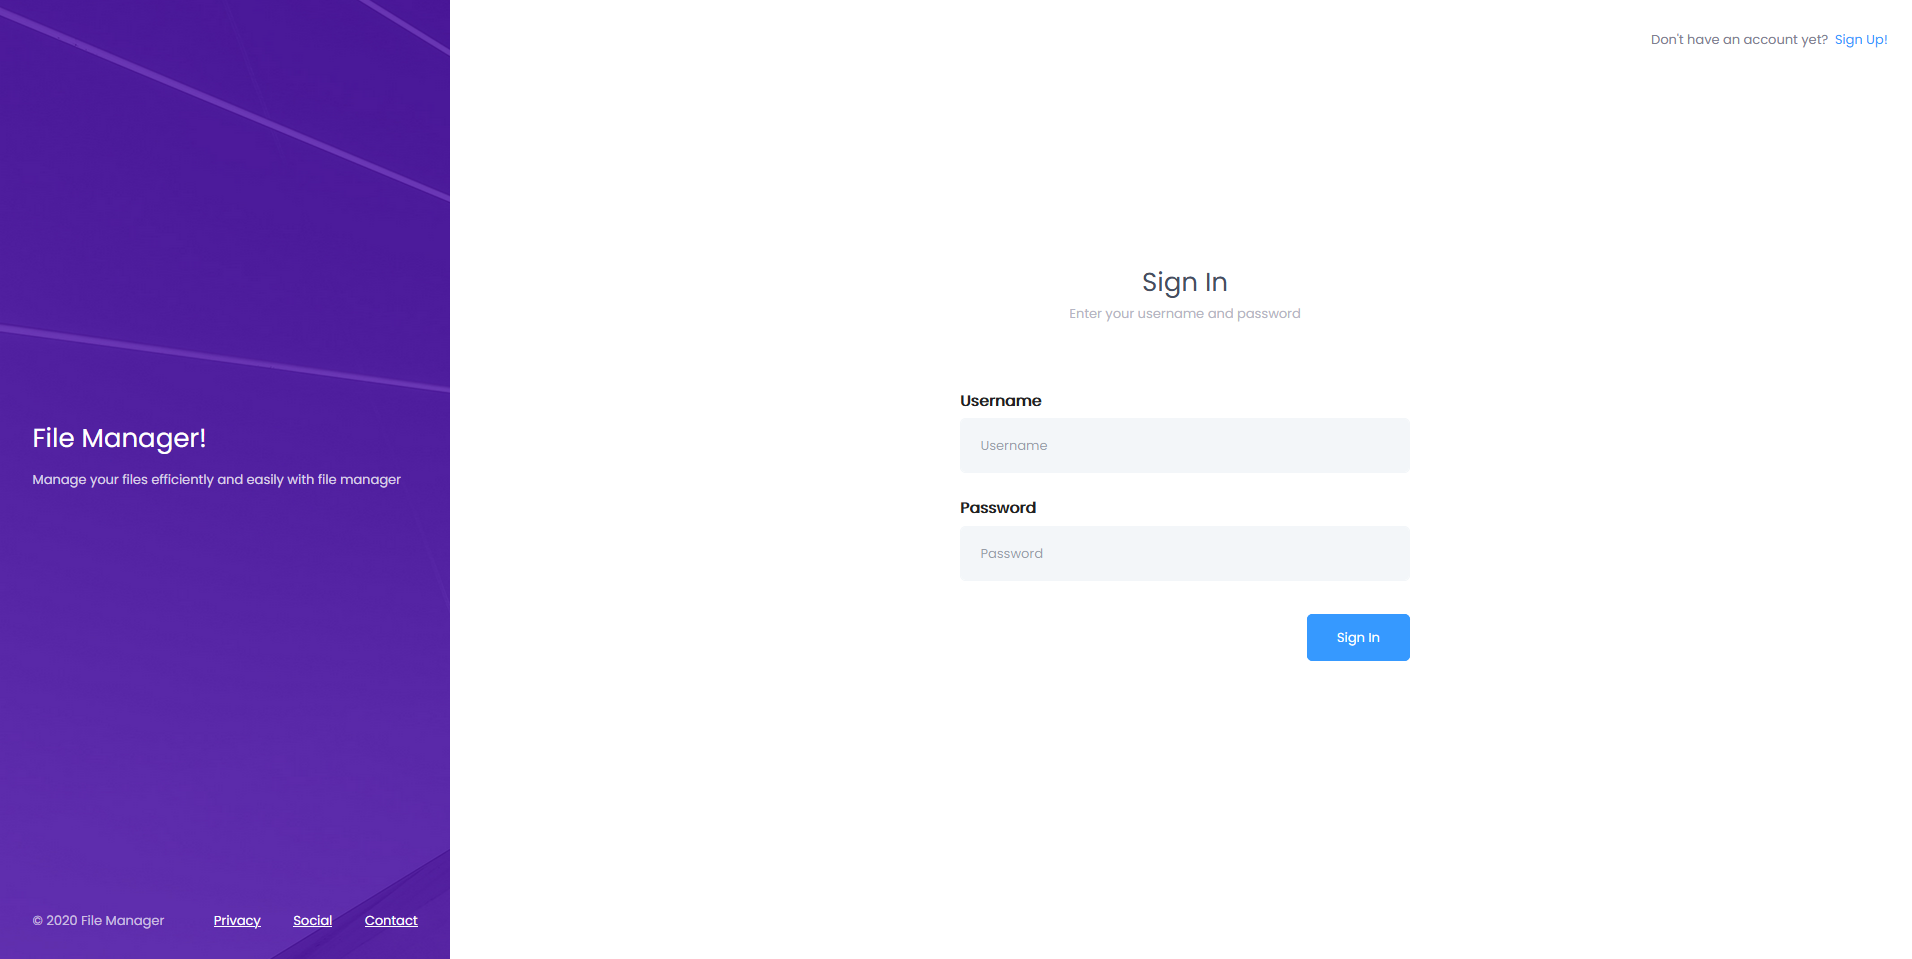 Don't have an account yet? Sign Up!
Sign In
Enter your username and password
Username
Username
Password
Password
Sign In
File Manager!
Manage your files efficiently and easily with file manager
© 2020 File Manager Privacy Social Contact